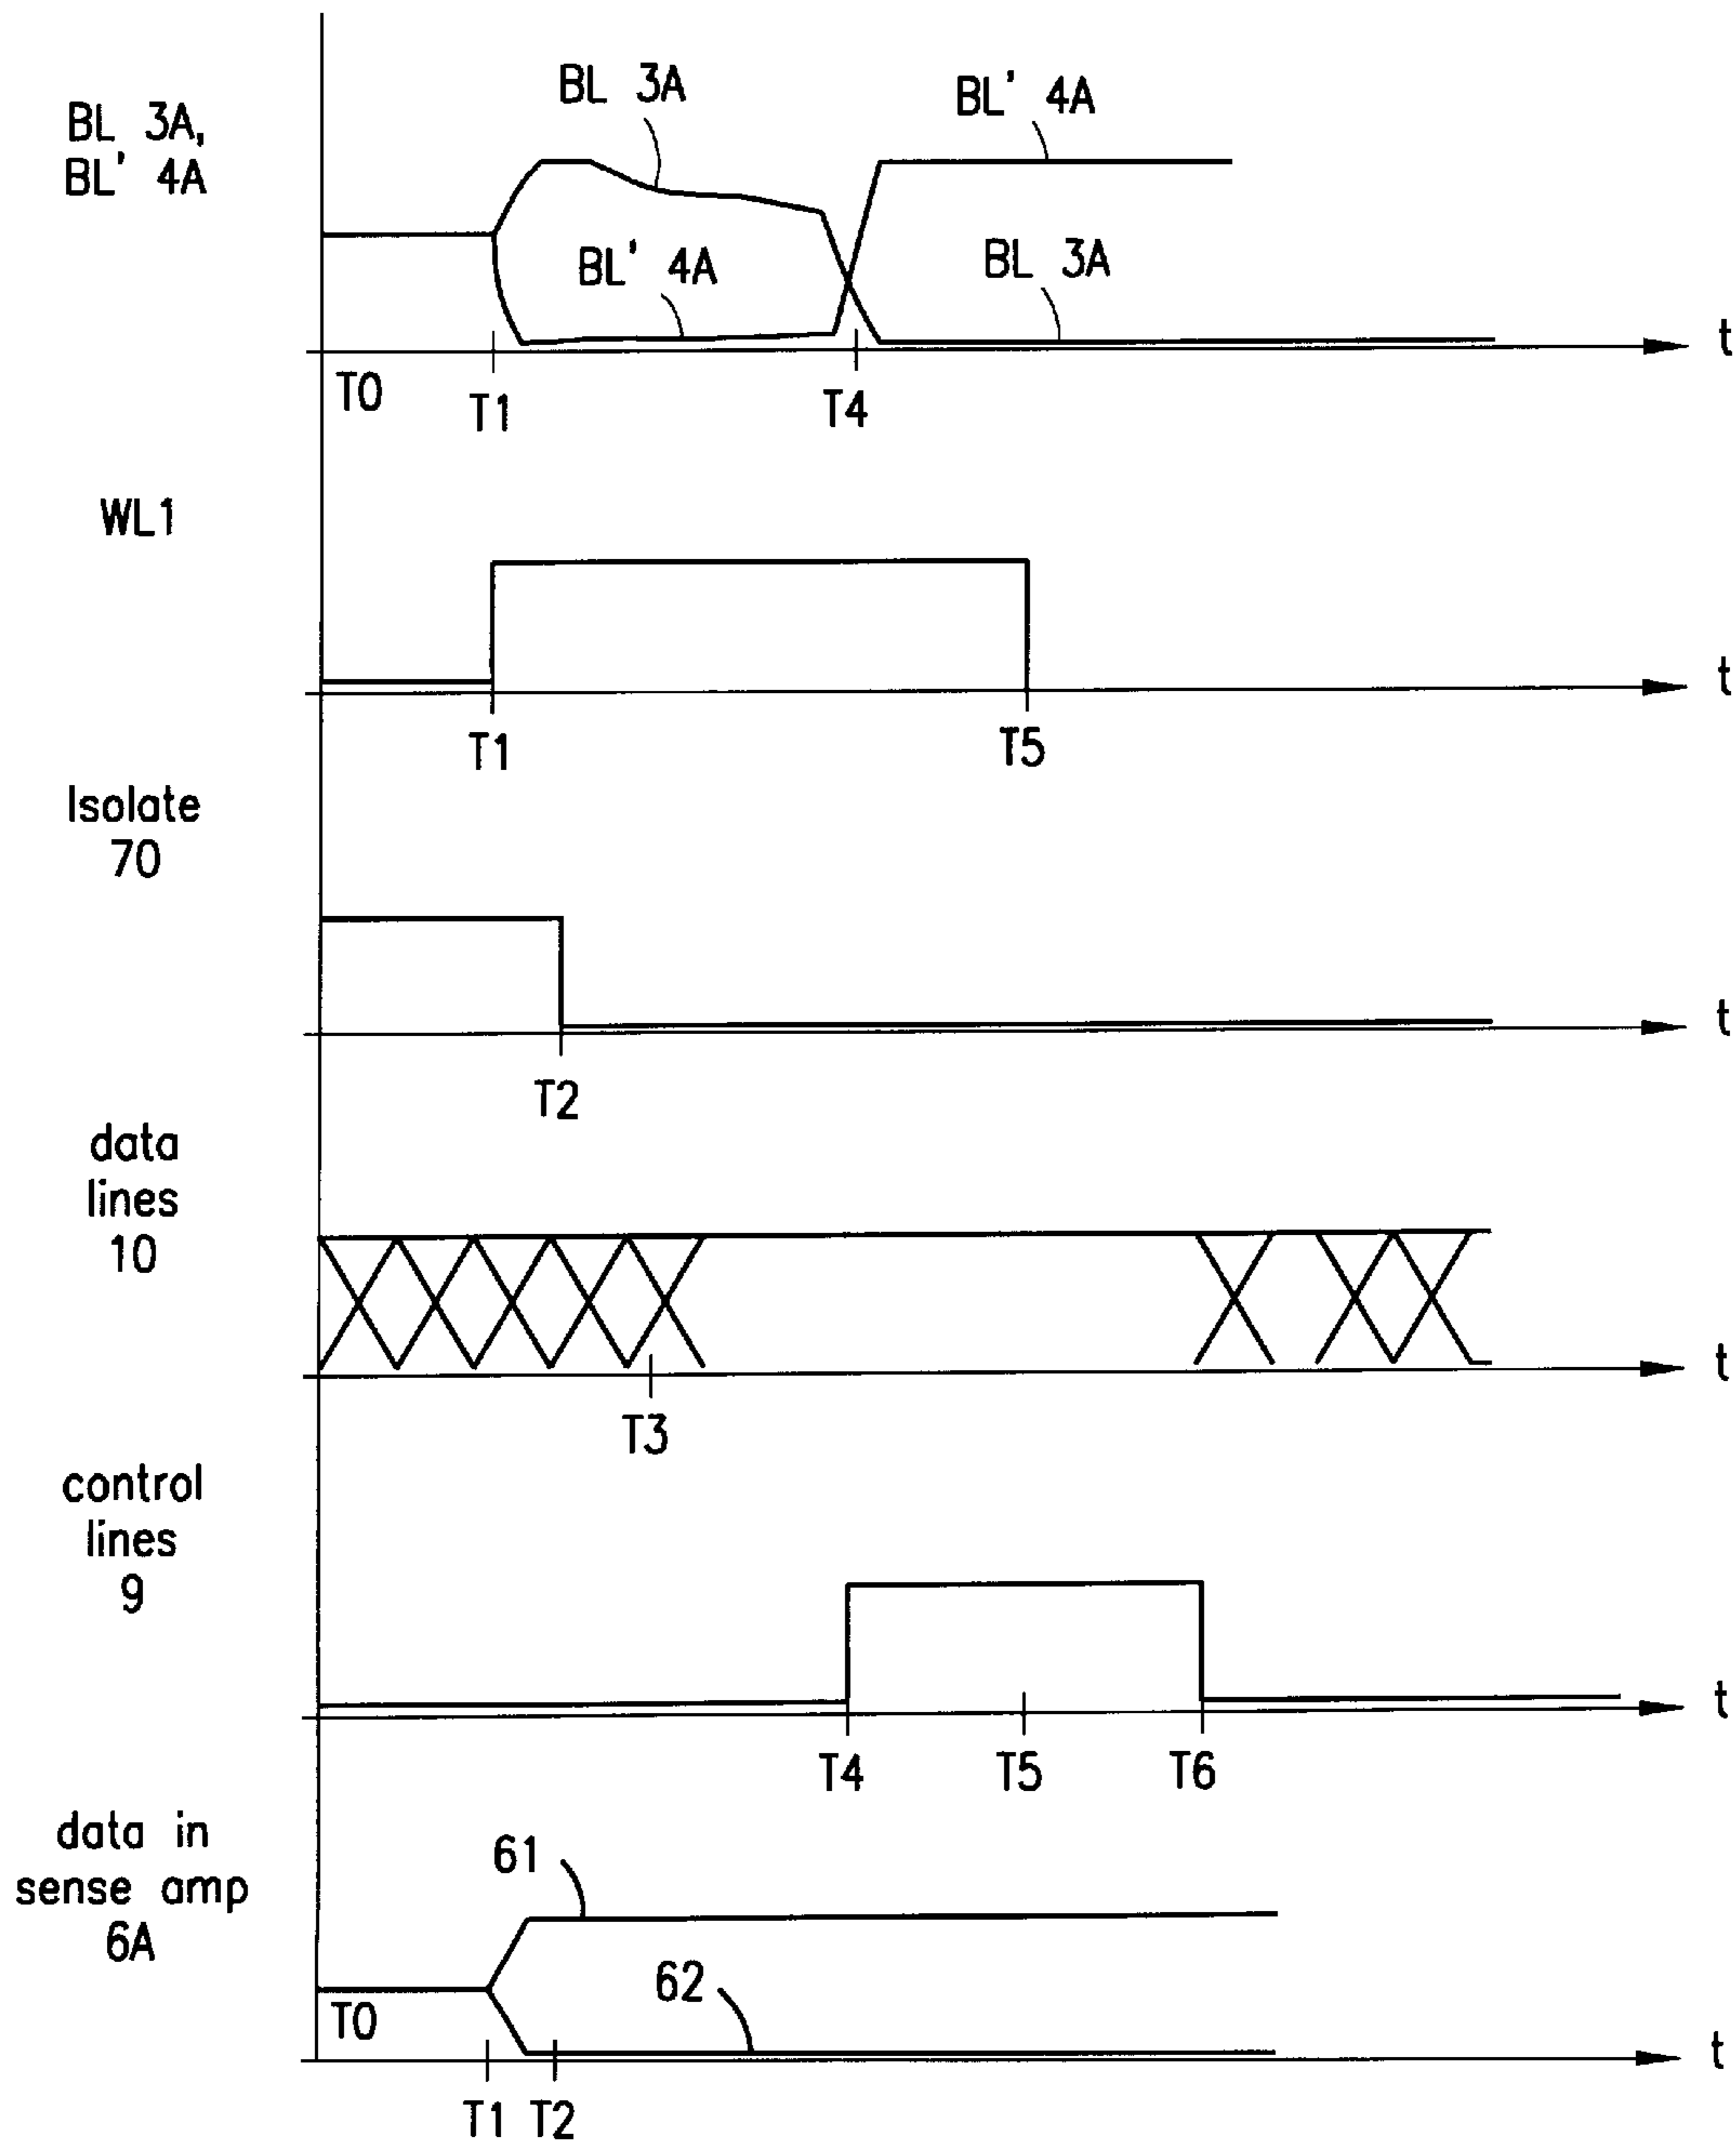 BL 3A,
BL' 4A
BL 3A
BL' 4A
BL' 4A
BL 3A
t
T0
T1
T4
WL1
t
T1
T5
Isolate
70
t
T2
data
lines
10
t
T3
control
lines
9
t
T4
T5
T6
data in
sense amp
6A
61
62
T0
t
T1
T2